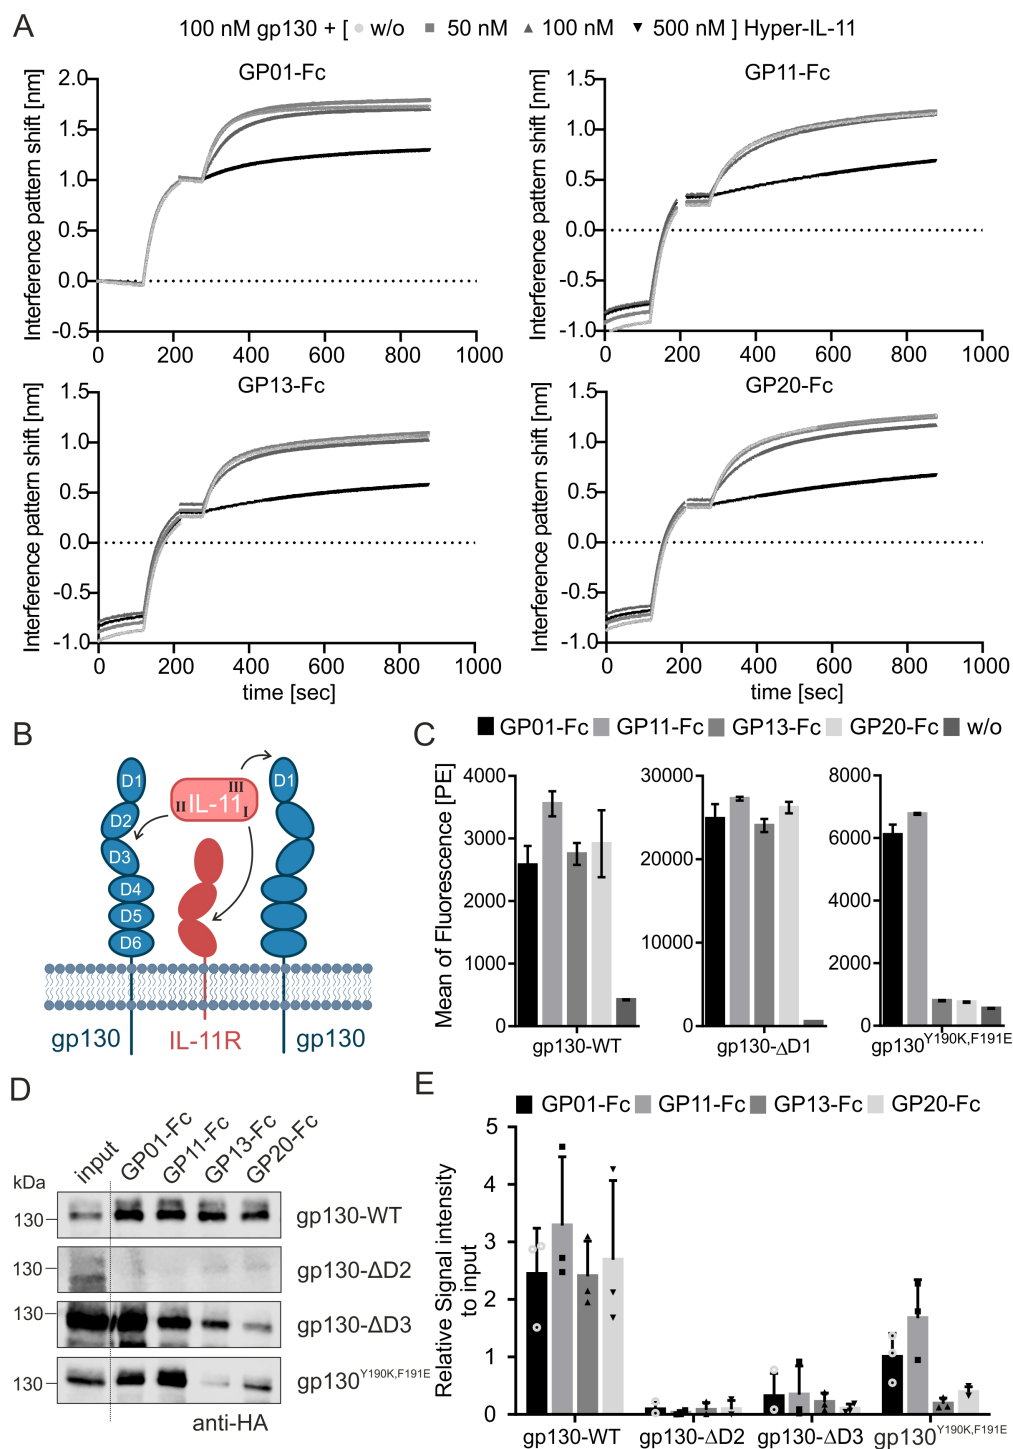 A
100 nM gp130 + [ w/o 50 nM 100 nM 500 nM ] Hyper-IL-11
GP01-Fc
Interference pattern shift [nm]
2.0
1.5
1.0
0.5
0.0
-0.5
0 200 400 600 800 1000
GP11-Fc
Interference pattern shift [nm]
1.5
1.0
0.5
0.0
-0.5
-1.0
0 200 400 600 800 1000
GP13-Fc
Interference pattern shift [nm]
1.5
1.0
0.5
0.0
-0.5
-1.0
0 200 400 600 800 1000
time [sec]
GP20-Fc
Interference pattern shift [nm]
1.5
1.0
0.5
0.0
-0.5
-1.0
0 200 400 600 800 1000
time [sec]
B
D1
D2
D3
D4
D5
D6
II IL-11 III I
D1
gp130 IL-11R gp130
C
GP01-Fc GP11-Fc GP13-Fc GP20-Fc w/o
Mean of Fluorescence [PE]
4000
3000
2000
1000
0
gp130-WT
30000
20000
10000
0
gp130-ΔD1
8000
6000
4000
2000
0
gp130Y190K,F191E
D
input GP01-Fc GP11-Fc GP13-Fc GP20-Fc
kDa
130 gp130-WT
130 gp130-ΔD2
130 gp130-ΔD3
130 gp130Y190K,F191E
anti-HA
E
GP01-Fc GP11-Fc GP13-Fc GP20-Fc
Relative Signal intensity
to input
5
4
3
2
1
0
gp130-WT gp130-ΔD2 gp130-ΔD3 gp130Y190K,F191E